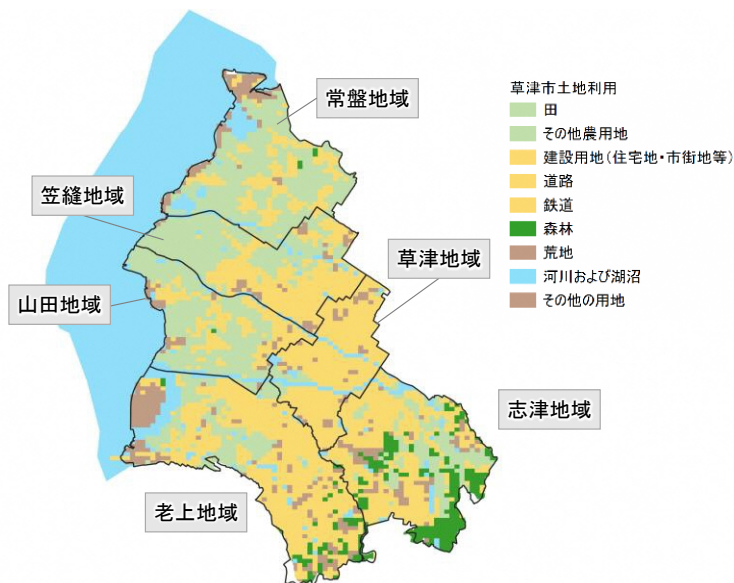 常盤地域
笠縫地域
山田地域
草津地域
志津地域
老上地域
草津市土地利用
田
その他農用地
建設用地(住宅地・市街地等)
道路
鉄道
森林
荒地
河川および湖沼
その他の用地